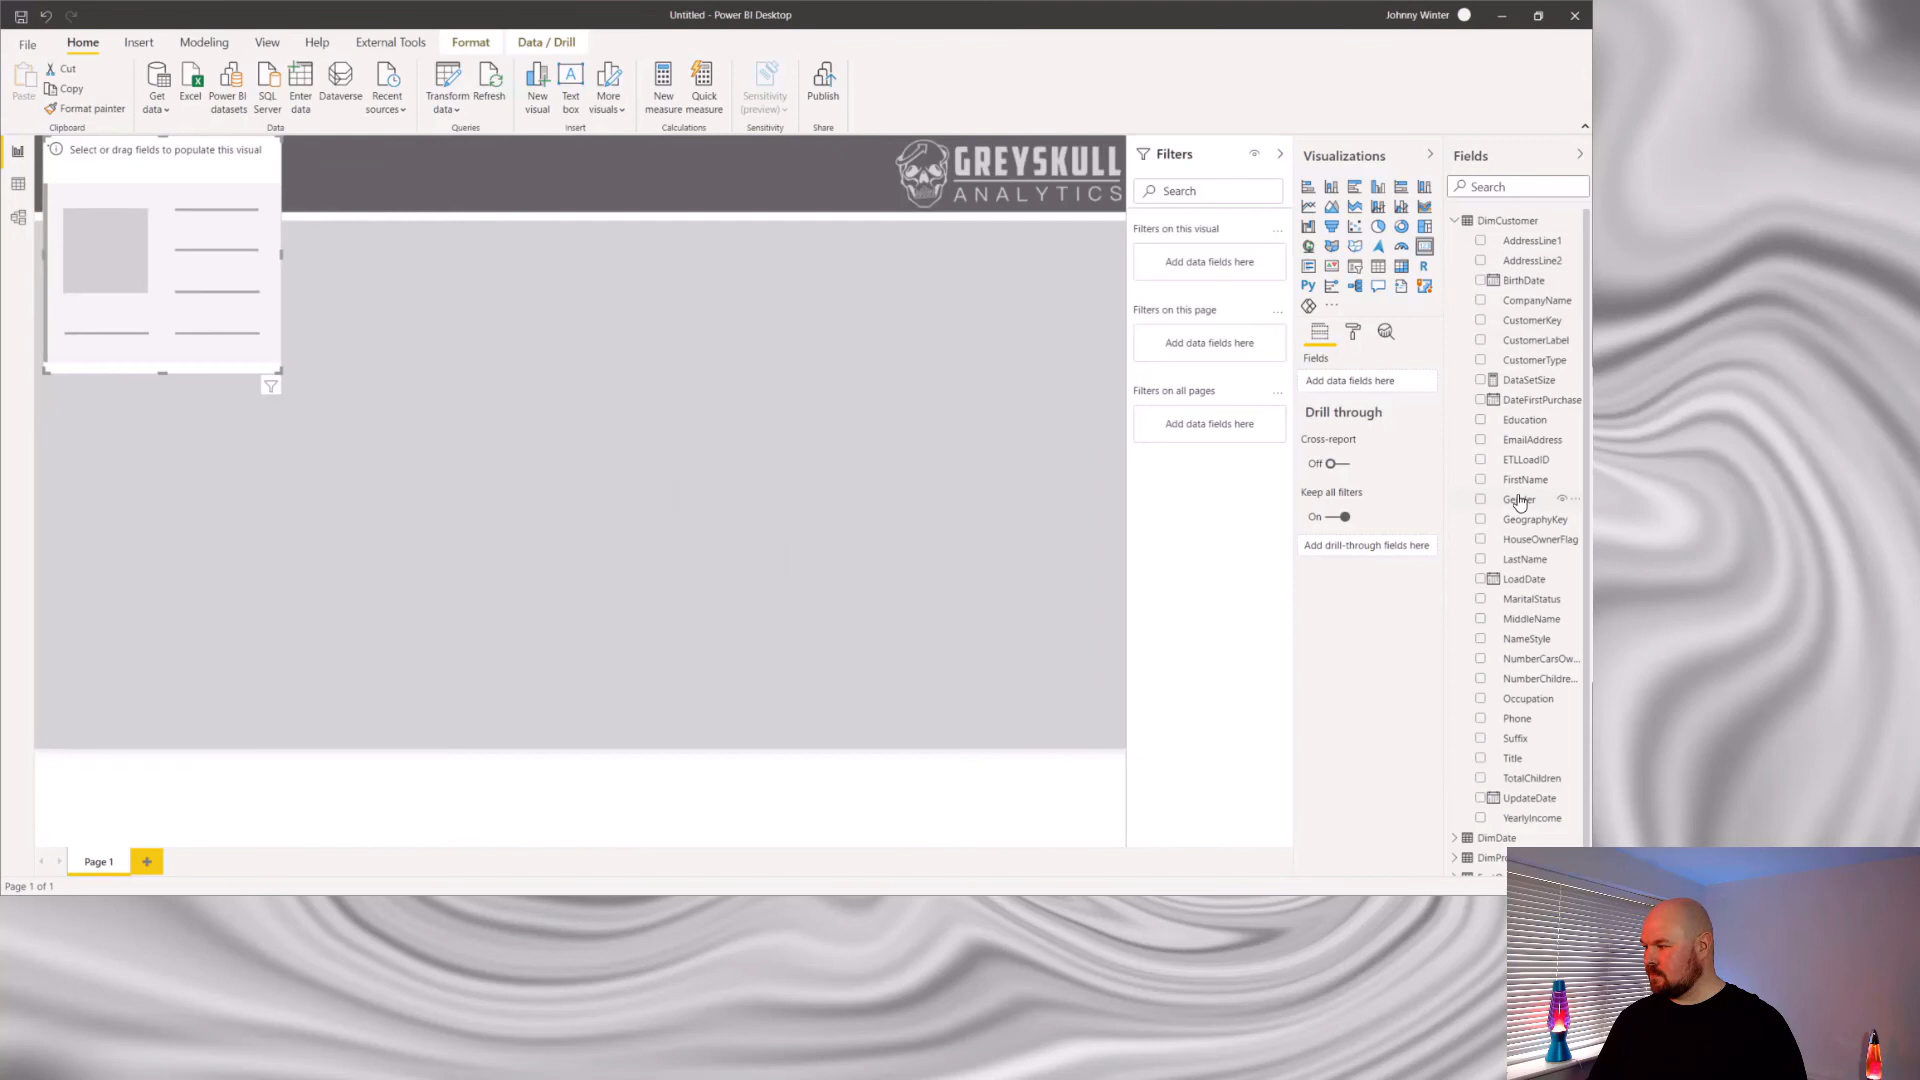 Untitled - Power BI Desktop
Johnny Winter
File
Home
Insert
Modeling
View
Help
External Tools
Format
Data / Drill
Paste
Cut
Copy
Format painter
Clipboard
Get data
Excel
Power BI datasets
SQL Server
Enter data
Dataverse
Recent sources
Data
Transform data
Refresh
Queries
New visual
Text box
More visuals
Insert
New measure
Quick measure
Calculations
Sensitivity (preview)
Sensitivity
Publish
Share
Select or drag fields to populate this visual
GREYSKULL
ANALYTICS
Filters
Search
Filters on this visual
Add data fields here
Filters on this page
Add data fields here
Filters on all pages
Add data fields here
Visualizations
R
Py
Fields
Add data fields here
Drill through
Cross-report
Off
Keep all filters
On
Add drill-through fields here
Fields
Search
DimCustomer
AddressLine1
AddressLine2
BirthDate
CompanyName
CustomerKey
CustomerLabel
CustomerType
DataSetSize
DateFirstPurchase
Education
EmailAddress
ETLLoadID
FirstName
Gender
GeographyKey
HouseOwnerFlag
LastName
LoadDate
MaritalStatus
MiddleName
NameStyle
NumberCarsOw...
NumberChildre...
Occupation
Phone
Suffix
Title
TotalChildren
UpdateDate
YearlyIncome
DimDate
Page 1
Page 1 of 1